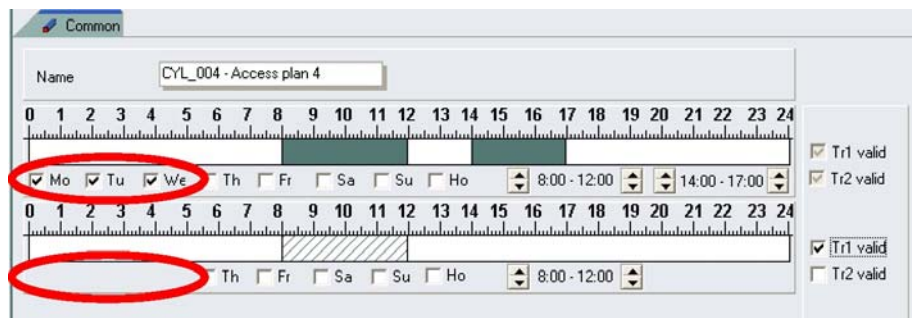 Common
Name CYL_004 - Access plan 4
0 1 2 3 4 5 6 7 8 9 10 11 12 13 14 15 16 17 18 19 20 21 22 23 24
Tr1 valid
Mo Tu We Th Fr Sa Su Ho 8:00 - 12:00 14:00 - 17:00 Tr2 valid
0 1 2 3 4 5 6 7 8 9 10 11 12 13 14 15 16 17 18 19 20 21 22 23 24
Tr1 valid
Th Fr Sa Su Ho 8:00 - 12:00 Tr2 valid